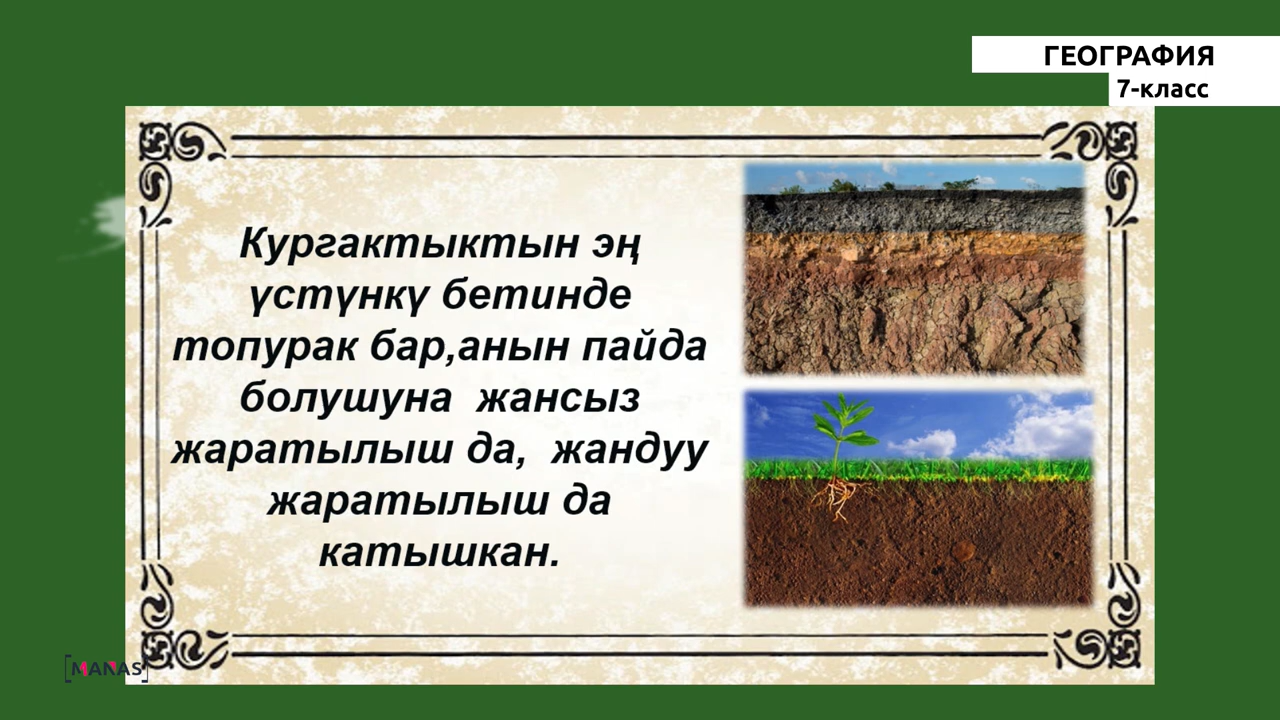 ГЕОГРАФИЯ
7-класс
Кургактыктын эң
үстүнкү бетинде
топурак бар,анын пайда
болушуна  жансыз
жаратылыш да,  жандуу
жаратылыш да
катышкан.
[MANAS]